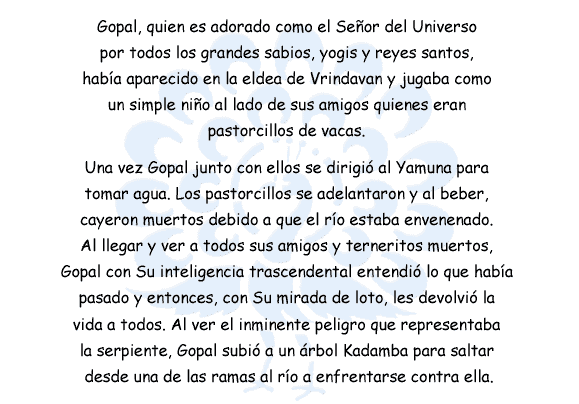 Gopal, quien es adorado como el Señor del Universo
por todos los grandes sabios, yogis y reyes santos,
había aparecido en la eldea de Vrindavan y jugaba como
un simple niño al lado de sus amigos quienes eran
pastorcillos de vacas.
Una vez Gopal junto con ellos se dirigió al Yamuna para
tomar agua. Los pastorcillos se adelantaron y al beber,
cayeron muertos debido a que el río estaba envenenado.
Al llegar y ver a todos sus amigos y terneritos muertos,
Gopal con Su inteligencia trascendental entendió lo que había
pasado y entonces, con Su mirada de loto, les devolvió la
vida a todos. Al ver el inminente peligro que representaba
la serpiente, Gopal subió a un árbol Kadamba para saltar
desde una de las ramas al río a enfrentarse contra ella.